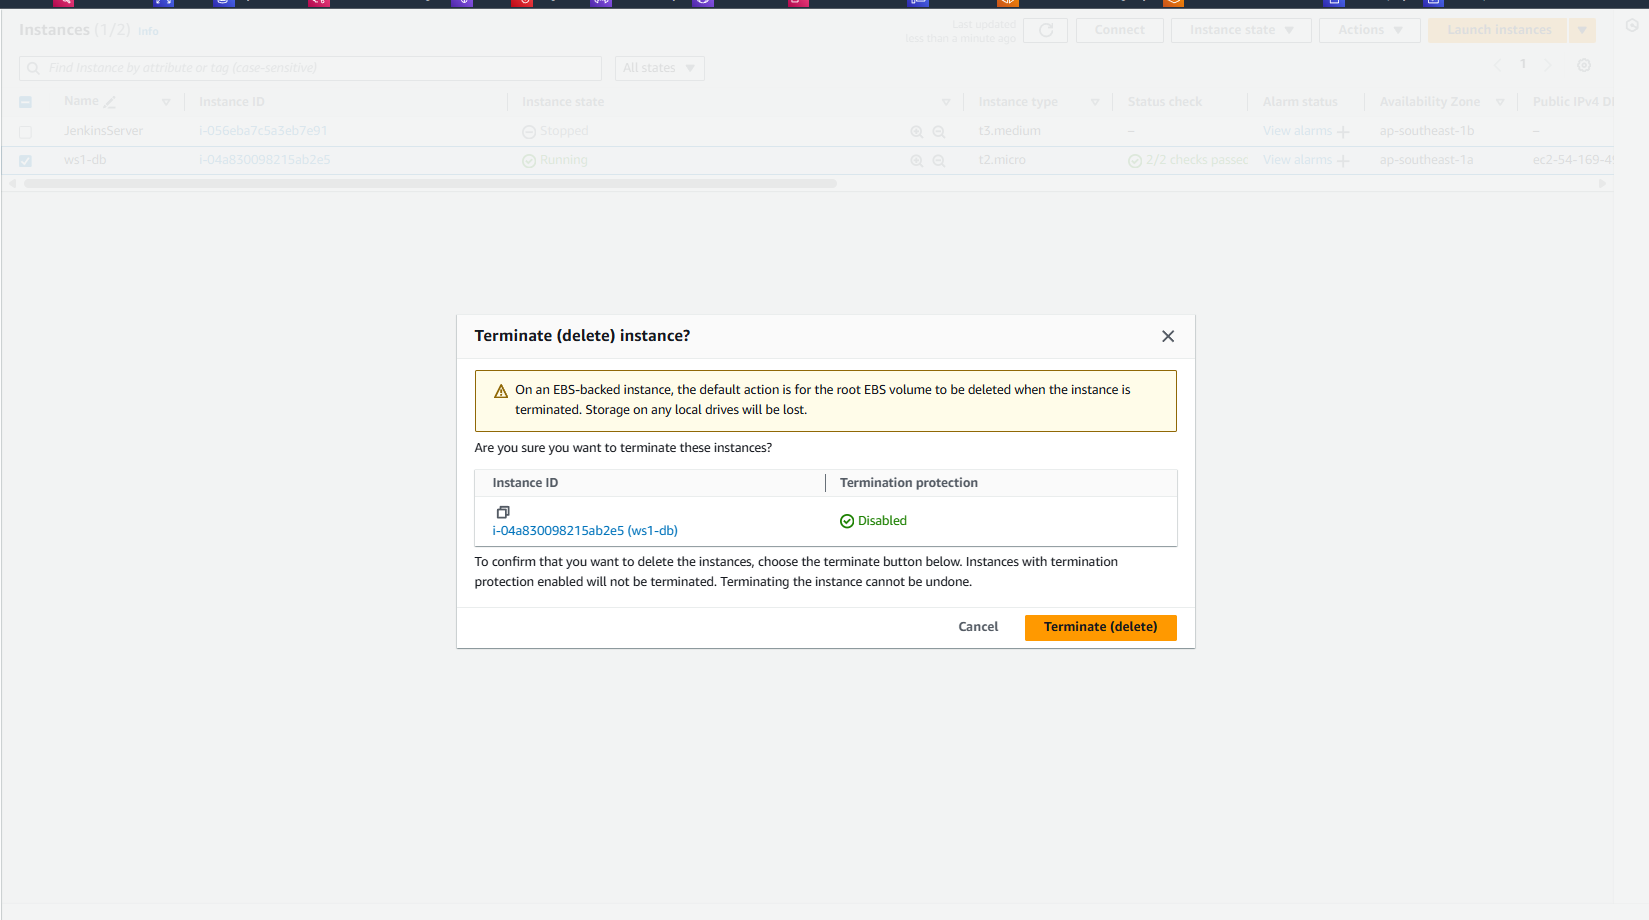 Instances (1/2) Info
Last updated
less than a minute ago
Connect
Instance state
Actions
Launch instances
Find Instance by attribute or tag (case-sensitive)
All states
1
Name Instance ID Instance state Instance type Status check Alarm status Availability Zone Public IPv4 D
JenkinsServer i-056eba7c5a3eb7e91 Stopped t3.medium – View alarms + ap-southeast-1b –
ws1-db i-04a830098215ab2e5 Running t2.micro 2/2 checks passec View alarms + ap-southeast-1a ec2-54-169-4
Terminate (delete) instance?
On an EBS-backed instance, the default action is for the root EBS volume to be deleted when the instance is
terminated. Storage on any local drives will be lost.
Are you sure you want to terminate these instances?
Instance ID Termination protection
i-04a830098215ab2e5 (ws1-db) Disabled
To confirm that you want to delete the instances, choose the terminate button below. Instances with termination
protection enabled will not be terminated. Terminating the instance cannot be undone.
Cancel Terminate (delete)